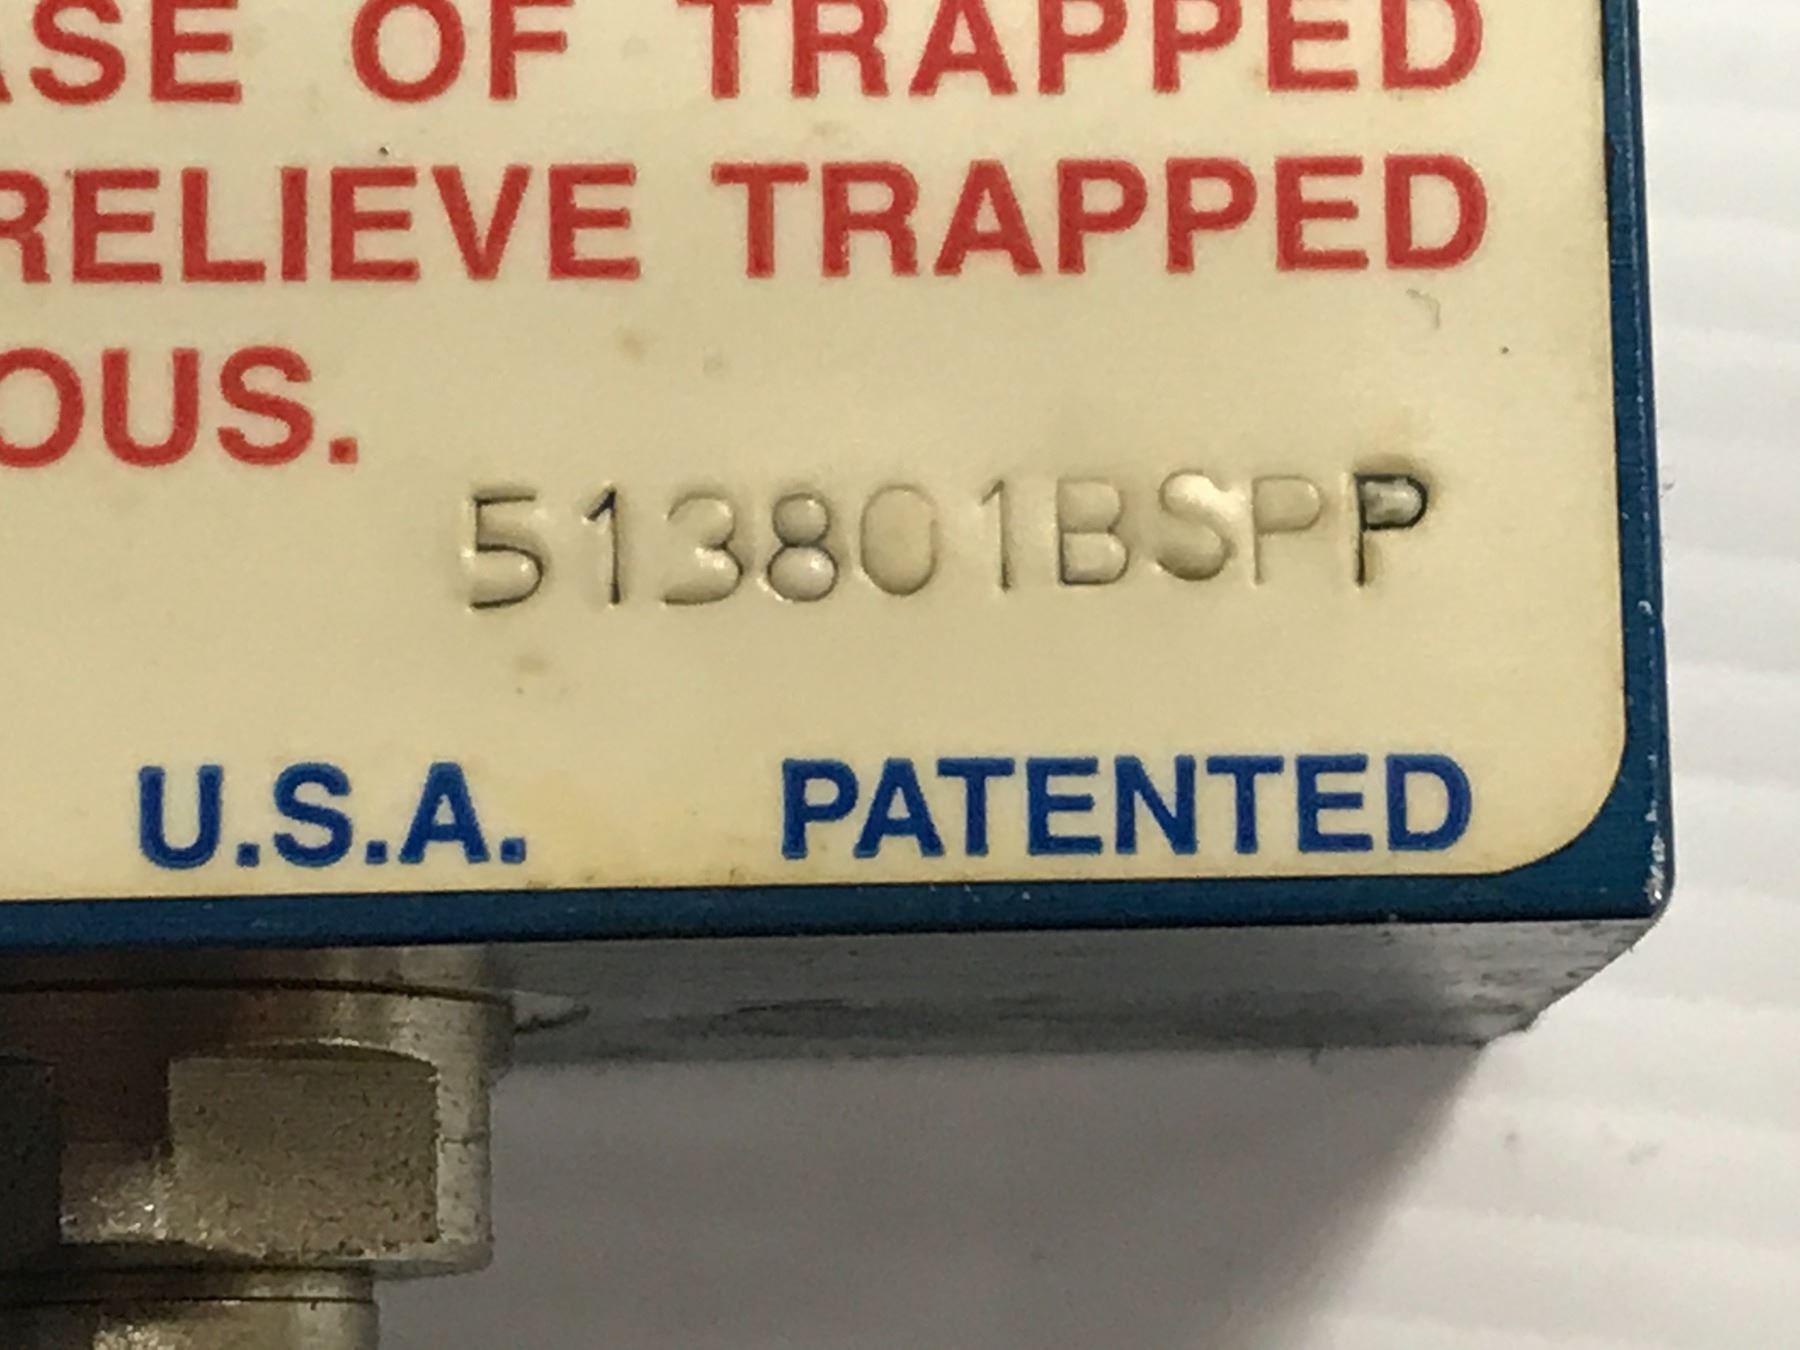 ASE OF TRAPPED
RELIEVE TRAPPED
OUS.
513801BSPP
U.S.A. PATENTED